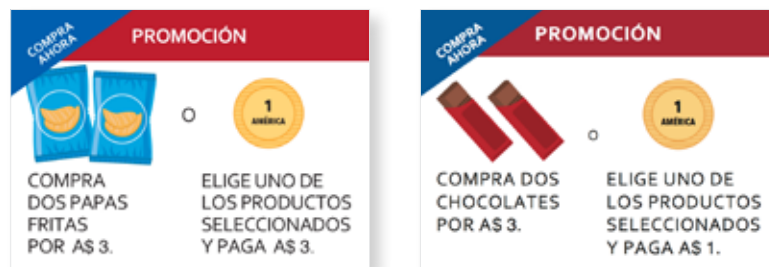 COMPRA
AHORA
PROMOCIÓN
O
1
AMÉRICA
COMPRA
DOS PAPAS
FRITAS
POR A$ 3.
ELIGE UNO DE
LOS PRODUCTOS
SELECCIONADOS
Y PAGA A$ 3.
COMPRA
AHORA
PROMOCIÓN
o
1
AMÉRICA
COMPRA DOS
CHOCOLATES
POR A$ 3.
ELIGE UNO DE
LOS PRODUCTOS
SELECCIONADOS
Y PAGA A$ 1.